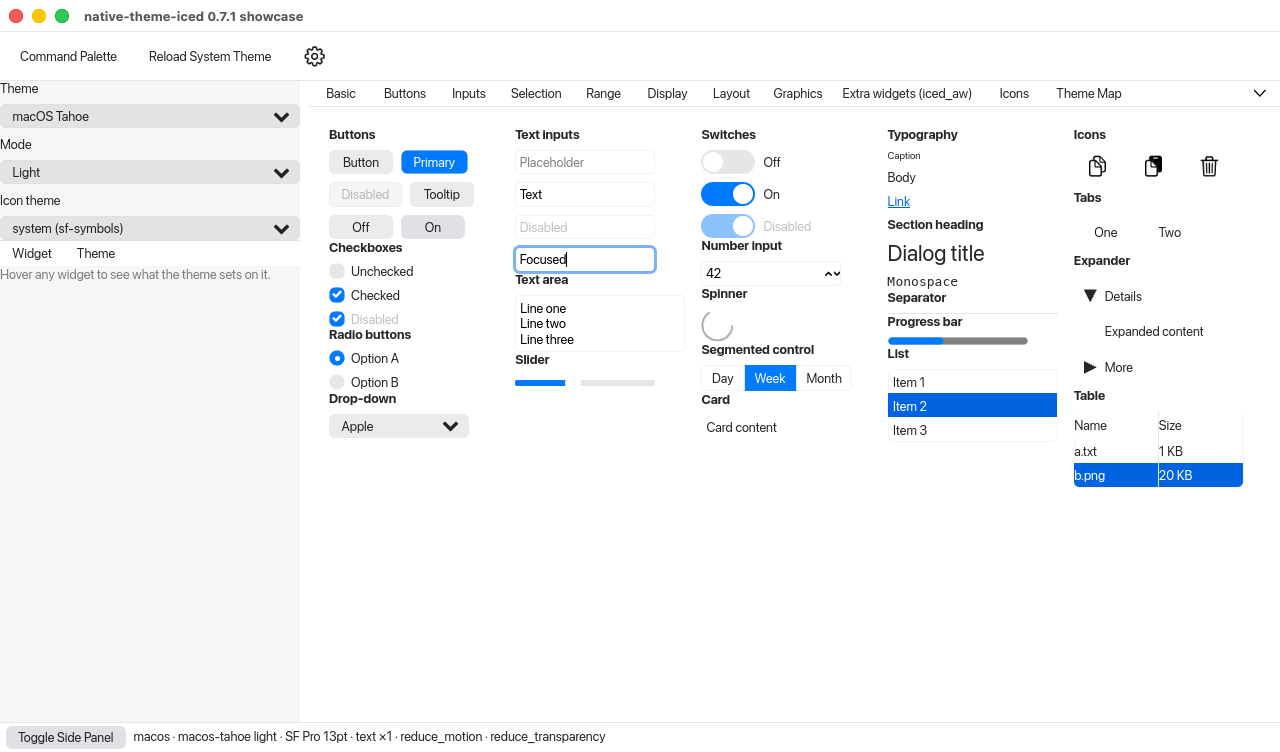 native-theme-iced 0.7.1 showcase
Command Palette
Reload System Theme
Theme
macOS Tahoe
Mode
Light
Icon theme
system (sf-symbols)
Widget
Theme
Hover any widget to see what the theme sets on it.
Basic
Buttons
Inputs
Selection
Range
Display
Layout
Graphics
Extra widgets (iced_aw)
Icons
Theme Map
Buttons
Button
Primary
Disabled
Tooltip
Off
On
Checkboxes
Unchecked
Checked
Disabled
Radio buttons
Option A
Option B
Drop-down
Apple
Text inputs
Placeholder
Text
Disabled
Focused
Text area
Line one
Line two
Line three
Slider
Switches
Off
On
Disabled
Number input
42
Spinner
Segmented control
Day
Week
Month
Card
Card content
Typography
Caption
Body
Link
Section heading
Dialog title
Monospace
Separator
Progress bar
List
Item 1
Item 2
Item 3
Icons
Tabs
One
Two
Expander
Details
Expanded content
More
Table
Name
Size
a.txt
1 KB
b.png
20 KB
Toggle Side Panel
macos · macos-tahoe light · SF Pro 13pt · text ×1 · reduce_motion · reduce_transparency